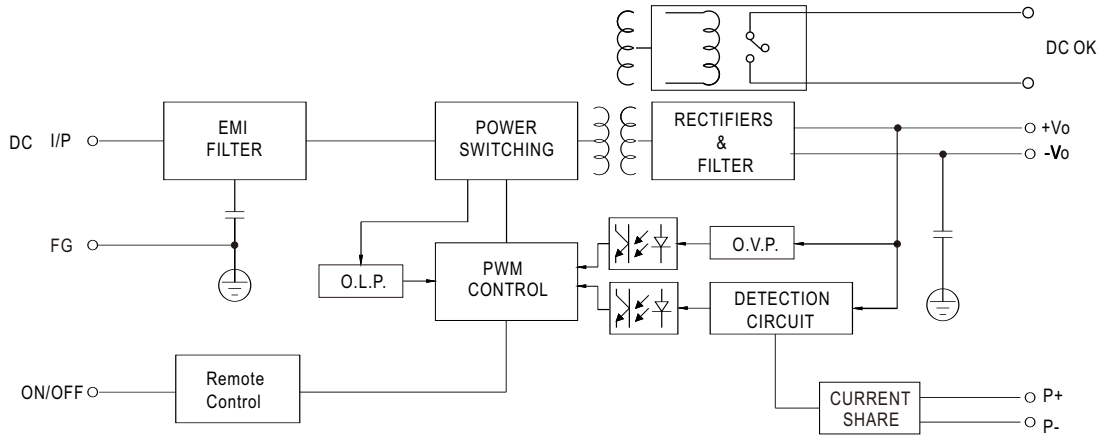 DC OK
DC I/P
EMI
FILTER
POWER
SWITCHING
RECTIFIERS
&
FILTER
+Vo
-Vo
FG
O.L.P.
PWM
CONTROL
O.V.P.
DETECTION
CIRCUIT
ON/OFF
Remote
Control
CURRENT
SHARE
P+
P-